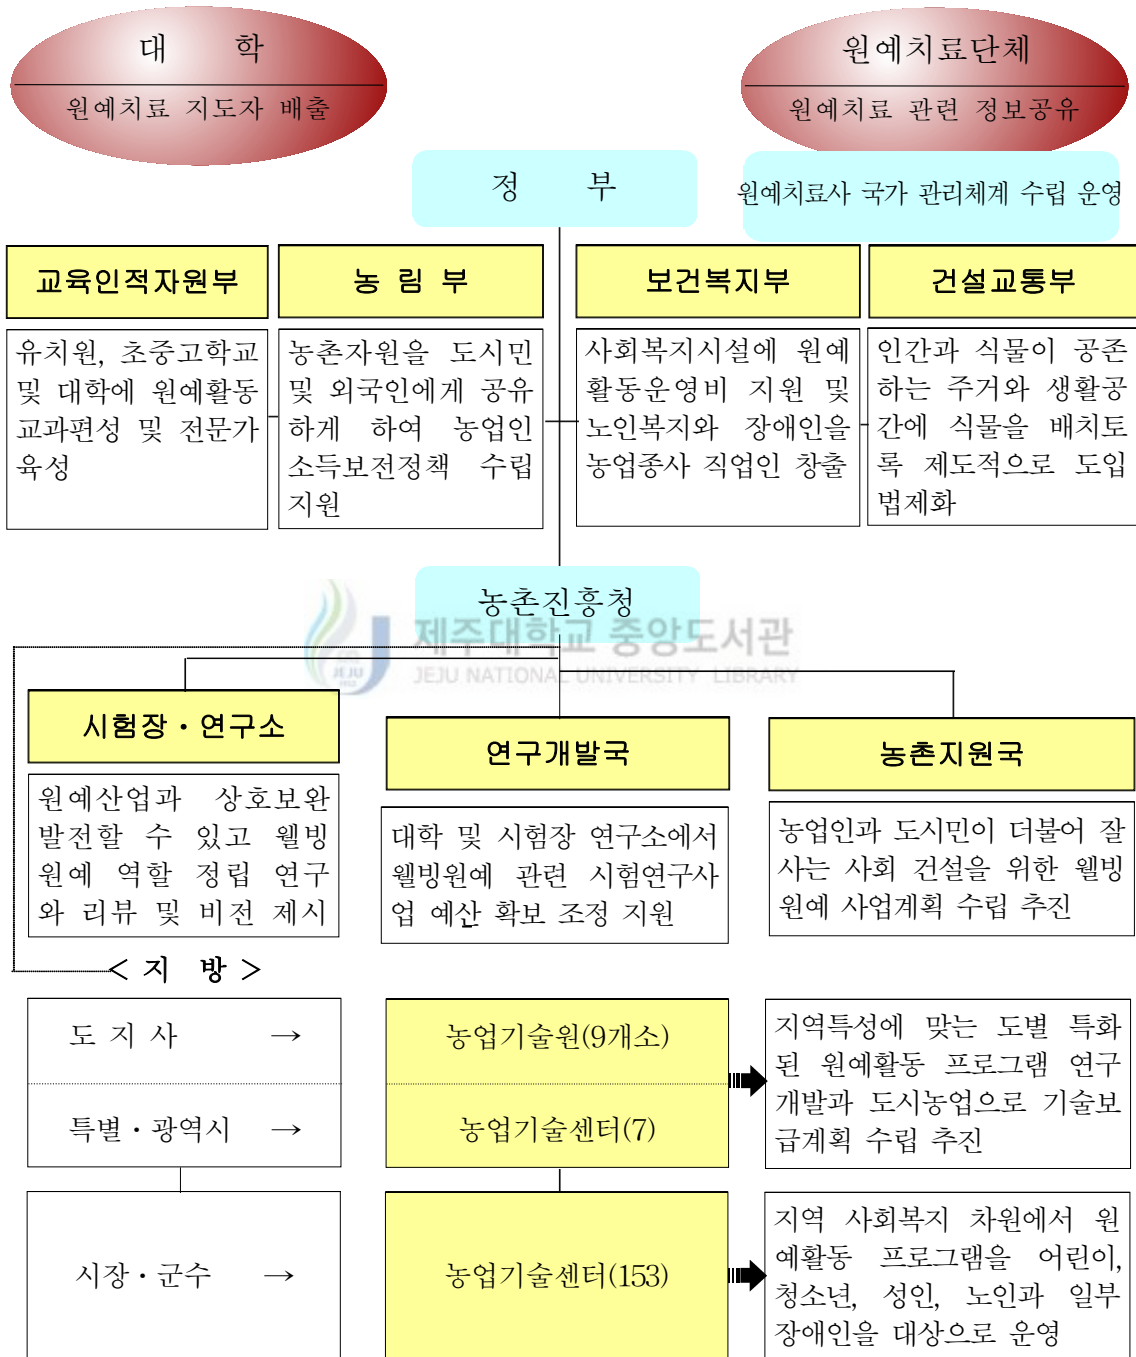 대 학
원예치료 지도자 배출
원예치료단체
원예치료 관련 정보공유
정 부
원예치료사 국가 관리체계 수립 운영
교육인적자원부
유치원, 초중고학교
및 대학에 원예활동
교과편성 및 전문가
육성
농 림 부
농촌자원을 도시민
및 외국인에게 공유
하게 하여 농업인
소득보전정책 수립
지원
보건복지부
사회복지시설에 원예
활동운영비 지원 및
노인복지와 장애인을
농업종사 직업인 창출
건설교통부
인간과 식물이 공존
하는 주거와 생활공
간에 식물을 배치토
록 제도적으로 도입
법제화
농촌진흥청
제주대학교 중앙도서관
JEJU NATIONAL UNIVERSITY LIBRARY
JEJU
1952
시험장·연구소
원예산업과 상호보완
발전할 수 있고 웰빙
원예 역할 정립 연구
와 리뷰 및 비전 제시
연구개발국
대학 및 시험장 연구소에서
웰빙원예 관련 시험연구사
업 예산 확보 조정 지원
농촌지원국
농업인과 도시민이 더불어 잘
사는 사회 건설을 위한 웰빙
원예 사업계획 수립 추진
< 지 방 >
도 지 사 →
농업기술원(9개소)
특별·광역시 →
농업기술센터(7)
지역특성에 맞는 도별 특화
된 원예활동 프로그램 연구
개발과 도시농업으로 기술보
급계획 수립 추진
시장·군수 →
농업기술센터(153)
지역 사회복지 차원에서 원
예활동 프로그램을 어린이,
청소년, 성인, 노인과 일부
장애인을 대상으로 운영